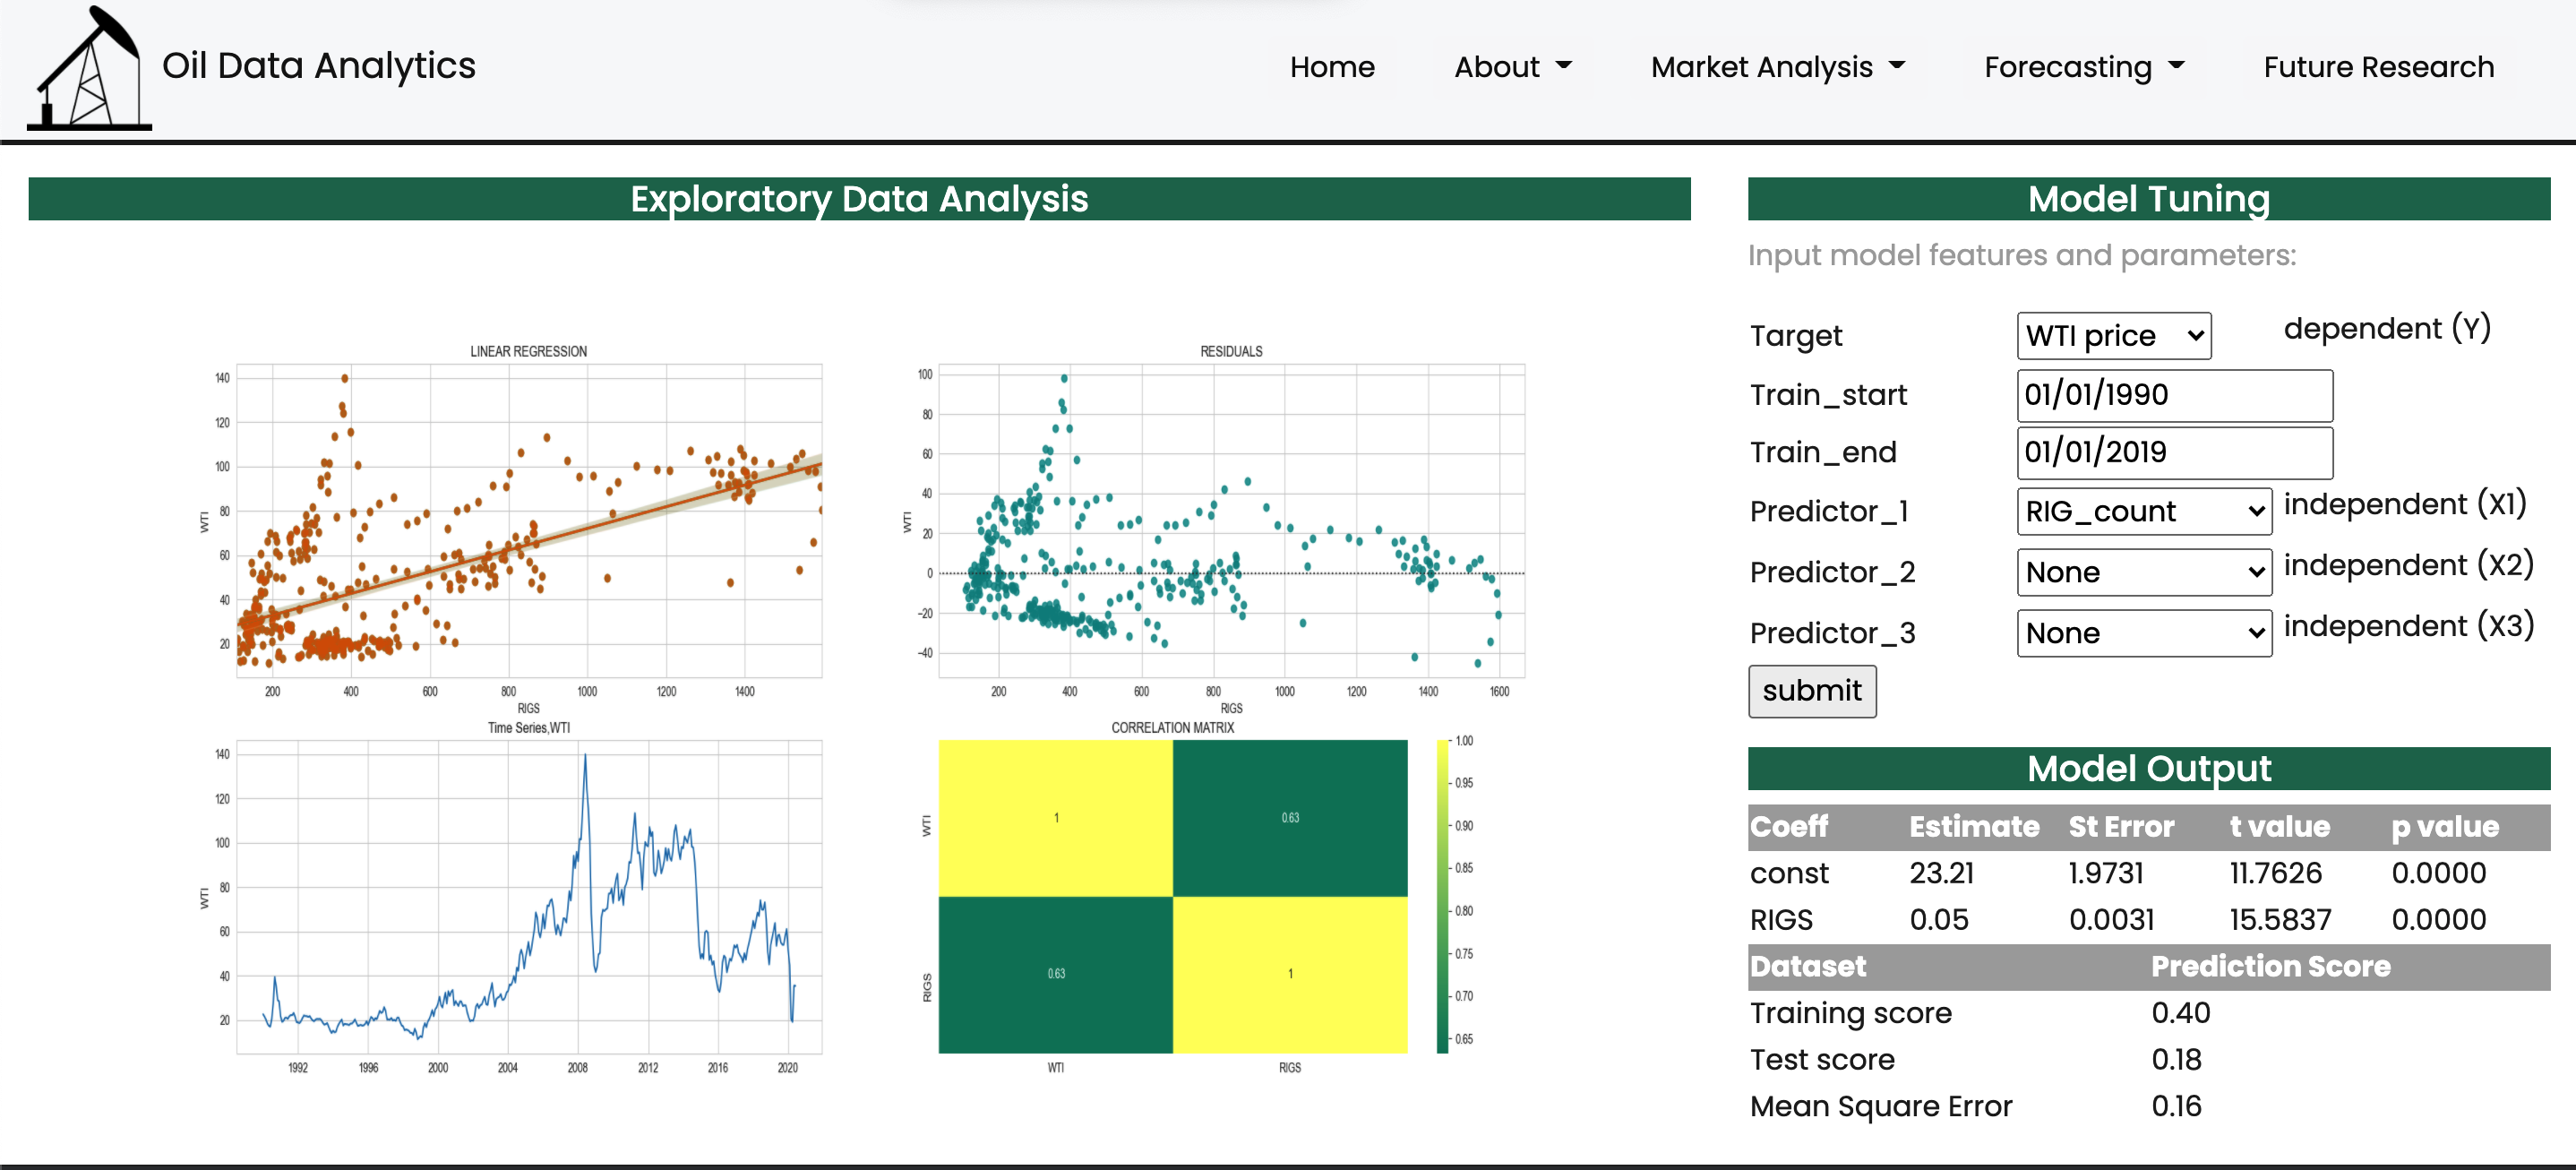 Oil Data Analytics
Home About Market Analysis Forecasting Future Research
Exploratory Data Analysis
LINEAR REGRESSION
140
120
100
80
60
40
20
WTI
200 400 600 800 1000 1200 1400
RIGS
RESIDUALS
100
80
60
40
20
0
−20
−40
WTI
200 400 600 800 1000 1200 1400 1600
RIGS
Time Series,WTI
140
120
100
80
60
40
20
WTI
1992 1996 2000 2004 2008 2012 2016 2020
CORRELATION MATRIX
WTI
RIGS
1 0.63
0.63 1
WTI RIGS
1.00
0.95
0.90
0.85
0.80
0.75
0.70
0.65
Model Tuning
Input model features and parameters:
Target WTI price dependent (Y)
Train_start 01/01/1990
Train_end 01/01/2019
Predictor_1 RIG_count independent (X1)
Predictor_2 None independent (X2)
Predictor_3 None independent (X3)
submit
Model Output
Coeff Estimate St Error t value p value
const 23.21 1.9731 11.7626 0.0000
RIGS 0.05 0.0031 15.5837 0.0000
Dataset Prediction Score
Training score 0.40
Test score 0.18
Mean Square Error 0.16